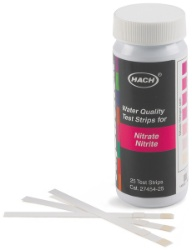 HACH
Water Quality
Test Strips for
Nitrate
Nitrite
25 Test Strips
Cat. 27454-25